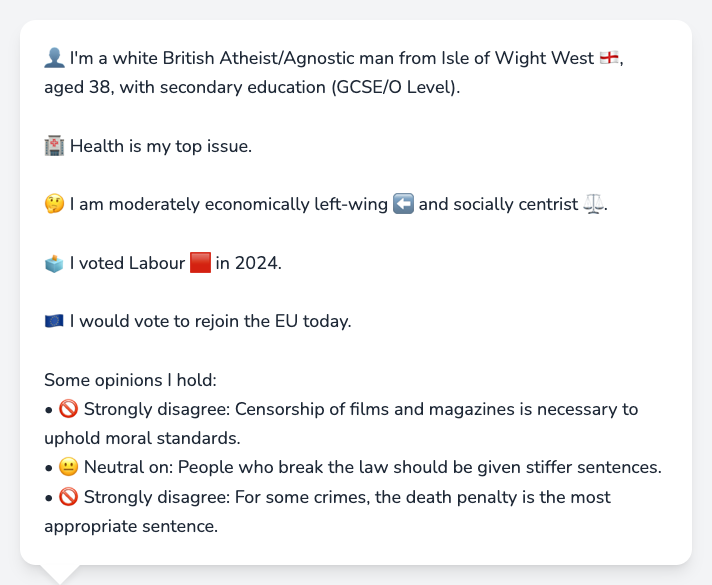 👤 I'm a white British Atheist/Agnostic man from Isle of Wight West 🏴󠁧󠁢󠁥󠁮󠁧󠁿,
aged 38, with secondary education (GCSE/O Level).
🏥 Health is my top issue.
🤔 I am moderately economically left-wing ⬅️ and socially centrist ⚖️.
🗳️ I voted Labour 🟥 in 2024.
🇪🇺 I would vote to rejoin the EU today.
Some opinions I hold:
• 🚫 Strongly disagree: Censorship of films and magazines is necessary to
uphold moral standards.
• 😐 Neutral on: People who break the law should be given stiffer sentences.
• 🚫 Strongly disagree: For some crimes, the death penalty is the most
appropriate sentence.